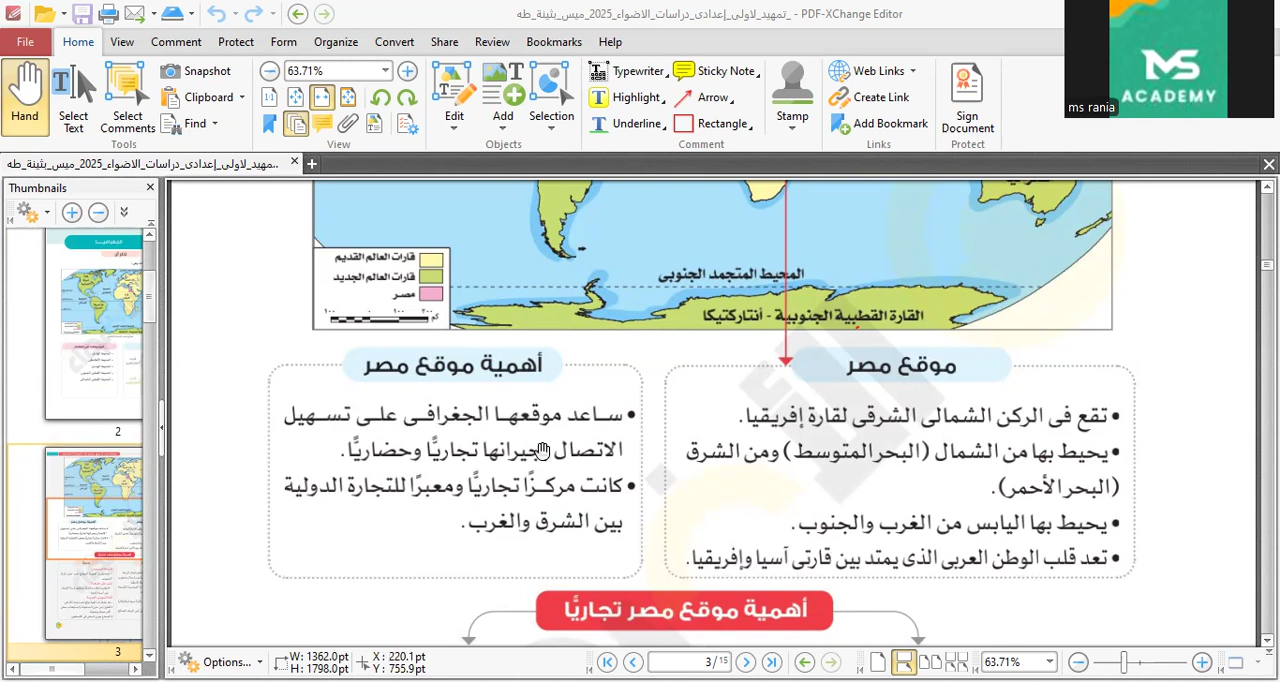 تمهيد_لاولى_إعدادى_دراسات_الاضواء_2025_ميس_بثينة_طه_ - PDF-XChange Editor
File Home View Comment Protect Form Organize Convert Share Review Bookmarks Help
MS
ACADEMY
ms rania
Hand
Select Text
Select Comments
Snapshot
Clipboard
Find
Tools
63.71%
View
Edit
Add
Selection
Objects
Typewriter
Highlight
Underline
Sticky Note
Arrow
Rectangle
Comment
Stamp
Web Links
Create Link
Add Bookmark
Links
Sign Document
Protect
تمهيد_لاولى_إعدادى_دراسات_الاضواء_2025_ميس_بثينة_طه...
Thumbnails
2
3
قارات العالم القديم
قارات العالم الجديد
مصر
كم
المحيط المتجمد الجنوبى
القارة القطبية الجنوبية - أنتاركتيكا
موقع مصر
• تقع فى الركن الشمالى الشرقى لقارة إفريقيا.
• يحيط بها من الشمال (البحر المتوسط) ومن الشرق
(البحر الأحمر).
• يحيط بها اليابس من الغرب والجنوب.
• تعد قلب الوطن العربى الذى يمتد بين قارتى آسيا وإفريقيا.
أهمية موقع مصر
• ساعد موقعها الجغرافى على تسهيل
الاتصال بجيرانها تجاريًّا وحضاريًّا.
• كانت مركزًا تجاريًّا ومعبرًا للتجارة الدولية
بين الشرق والغرب.
أهمية موقع مصر تجاريًّا
Options...
W: 1362.0pt
H: 1798.0pt
X: 220.1pt
Y: 755.9pt
3 / 15
63.71%